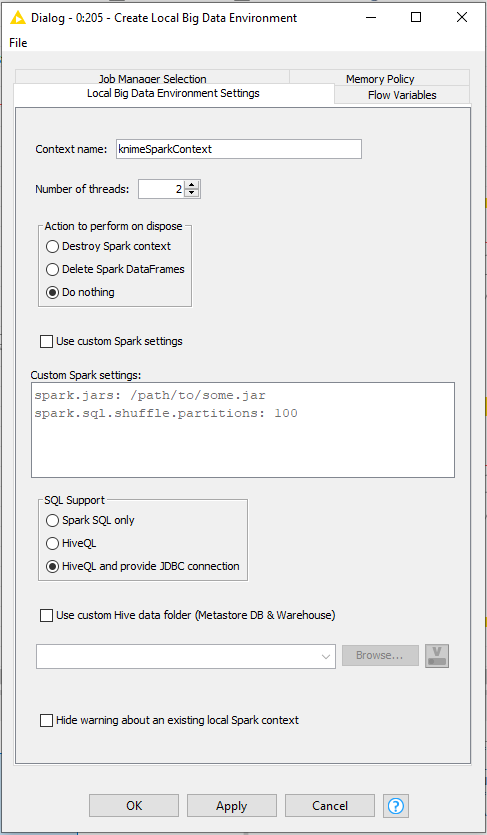 Dialog - 0:205 - Create Local Big Data Environment
File
Job Manager Selection
Memory Policy
Local Big Data Environment Settings
Flow Variables
Context name: knimeSparkContext
Number of threads: 2
Action to perform on dispose
Destroy Spark context
Delete Spark DataFrames
Do nothing
Use custom Spark settings
Custom Spark settings:
spark.jars: /path/to/some.jar
spark.sql.shuffle.partitions: 100
SQL Support
Spark SQL only
HiveQL
HiveQL and provide JDBC connection
Use custom Hive data folder (Metastore DB & Warehouse)
Browse...
V
Hide warning about an existing local Spark context
OK
Apply
Cancel
?